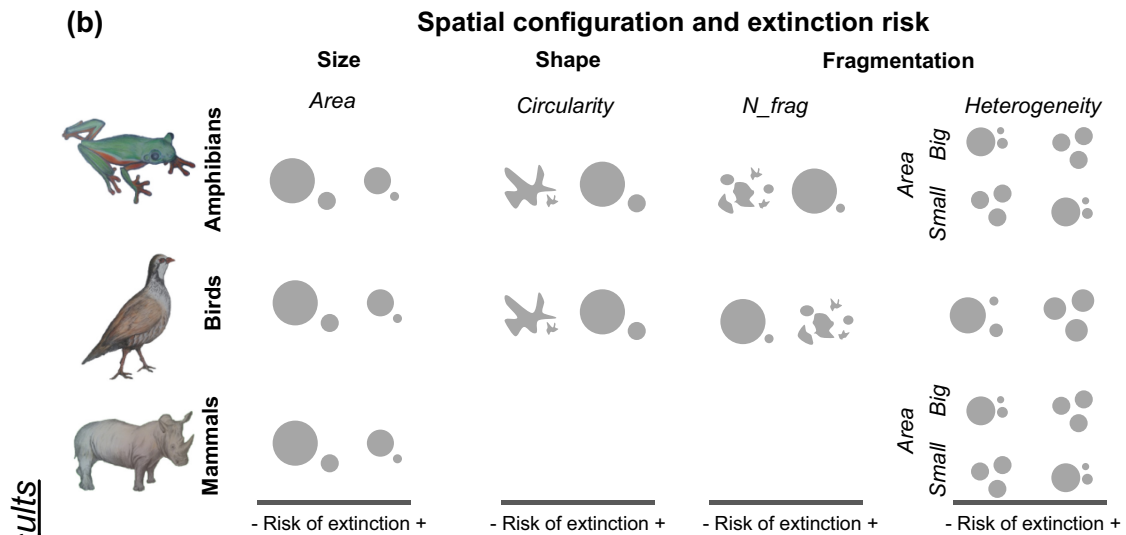 (b)
Spatial configuration and extinction risk
Size
Shape
Fragmentation
Area
Circularity
N_frag
Heterogeneity
Amphibians
Area
Big
Small
Birds
Mammals
Area
Big
Small
- Risk of extinction +
- Risk of extinction +
- Risk of extinction +
- Risk of extinction +
ults